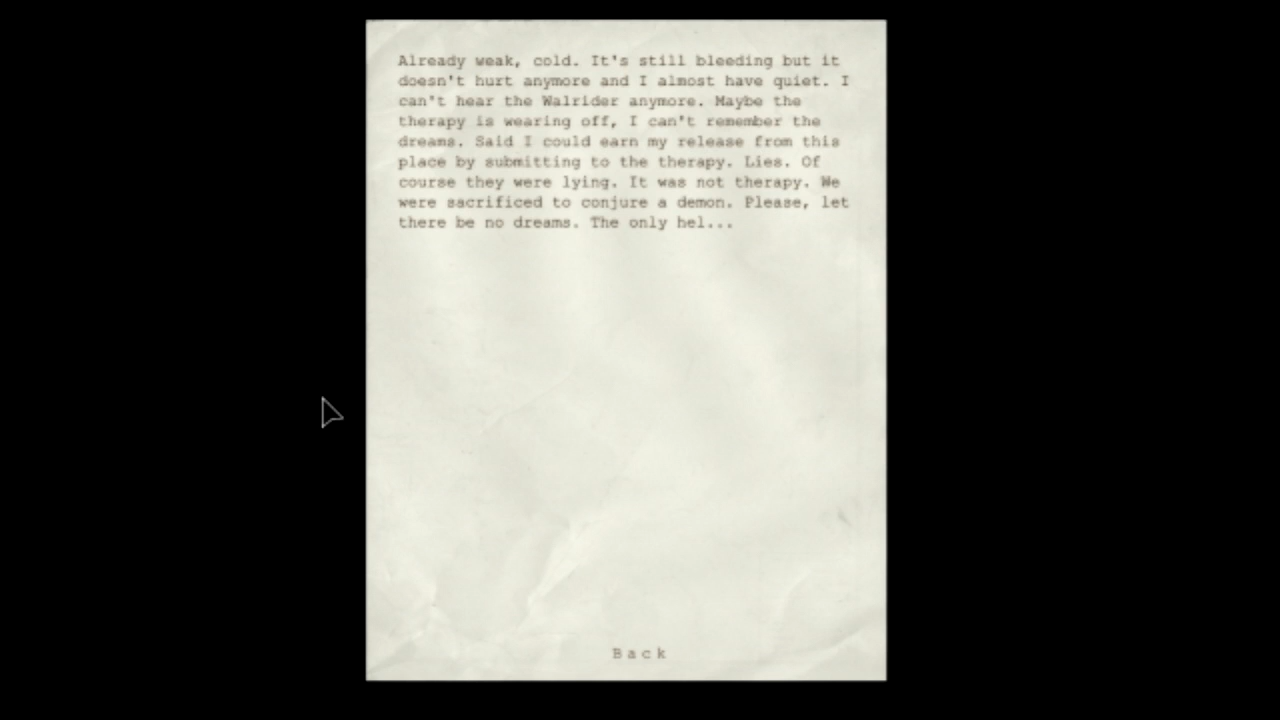 Already weak, cold. It's still bleeding but it
doesn't hurt anymore and I almost have quiet. I
can't hear the Walrider anymore. Maybe the
therapy is wearing off, I can't remember the
dreams. Said I could earn my release from this
place by submitting to the therapy. Lies. Of
course they were lying. It was not therapy. We
were sacrificed to conjure a demon. Please, let
there be no dreams. The only hel...
Back